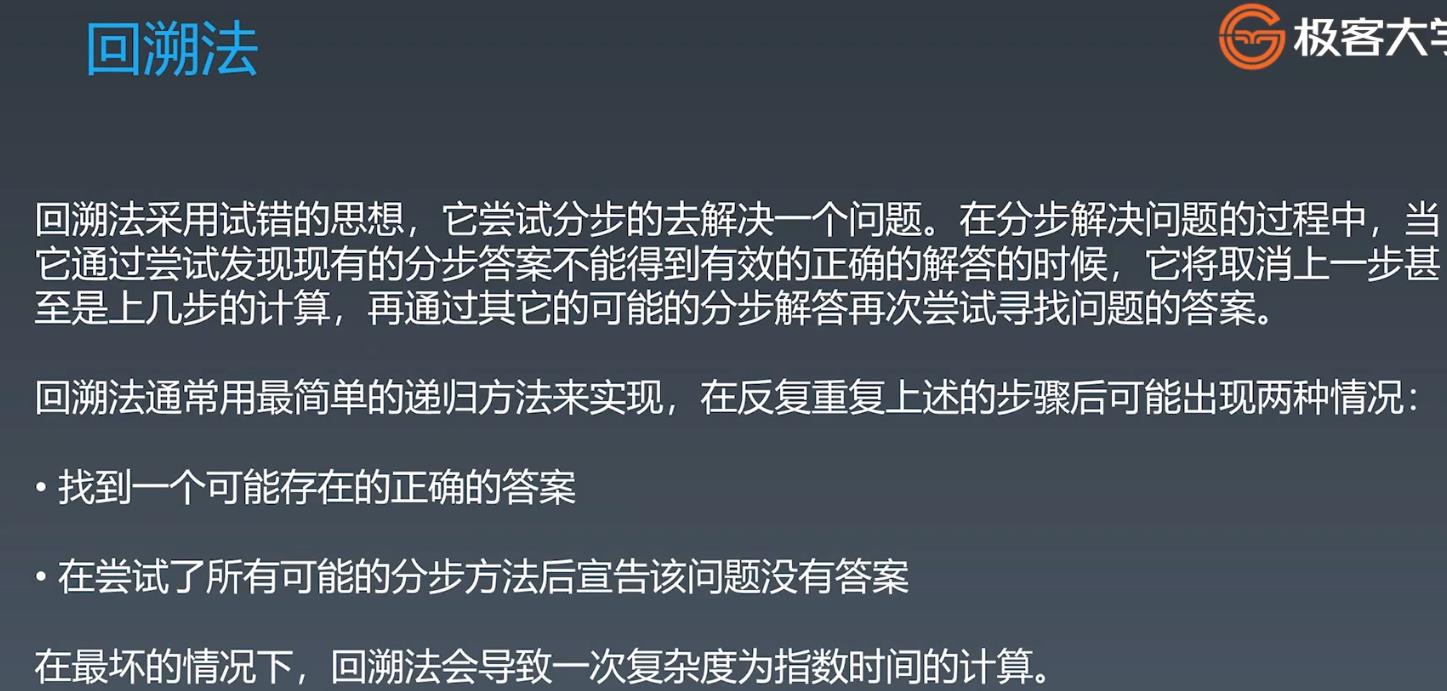 回溯法
极客大学
回溯法采用试错的思想，它尝试分步的去解决一个问题。在分步解决问题的过程中，当
它通过尝试发现现有的分步答案不能得到有效的正确的解答的时候，它将取消上一步甚
至是上几步的计算，再通过其它的可能的分步解答再次尝试寻找问题的答案。
回溯法通常用最简单的递归方法来实现，在反复重复上述的步骤后可能出现两种情况：
• 找到一个可能存在的正确的答案
• 在尝试了所有可能的分步方法后宣告该问题没有答案
在最坏的情况下，回溯法会导致一次复杂度为指数时间的计算。